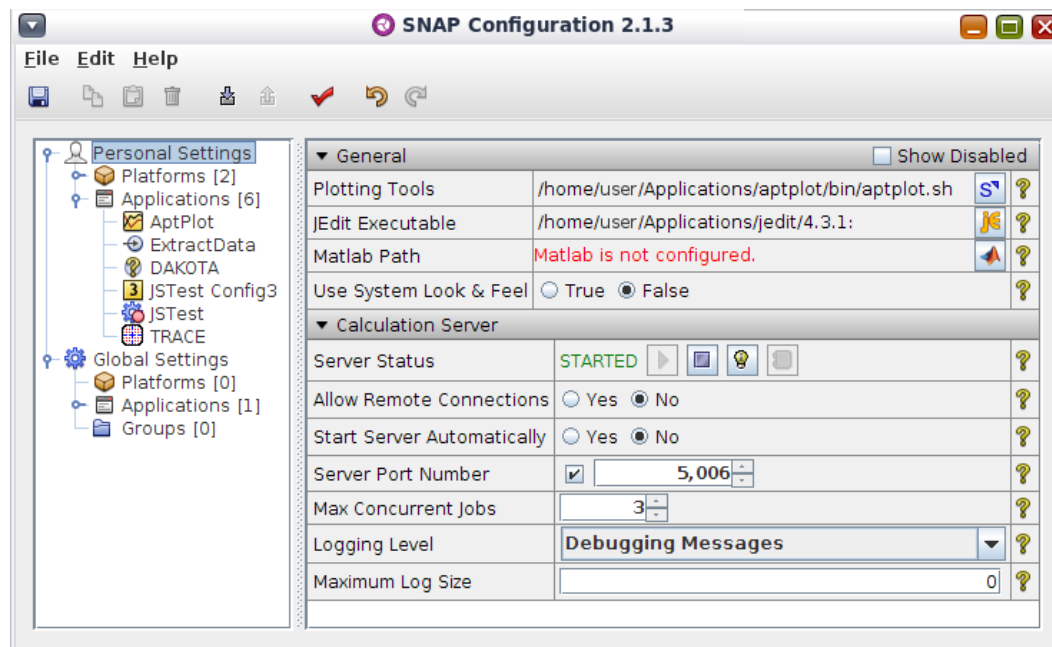 SNAP Configuration 2.1.3
File Edit Help
Personal Settings
Platforms [2]
Applications [6]
AptPlot
ExtractData
DAKOTA
3 JSTest Config3
JSTest
TRACE
Global Settings
Platforms [0]
Applications [1]
Groups [0]
General Show Disabled
Plotting Tools /home/user/Applications/aptplot/bin/aptplot.sh S
JEdit Executable /home/user/Applications/jedit/4.3.1:
Matlab Path Matlab is not configured.
Use System Look & Feel True False
Calculation Server
Server Status STARTED
Allow Remote Connections Yes No
Start Server Automatically Yes No
Server Port Number 5,006
Max Concurrent Jobs 3
Logging Level Debugging Messages
Maximum Log Size 0